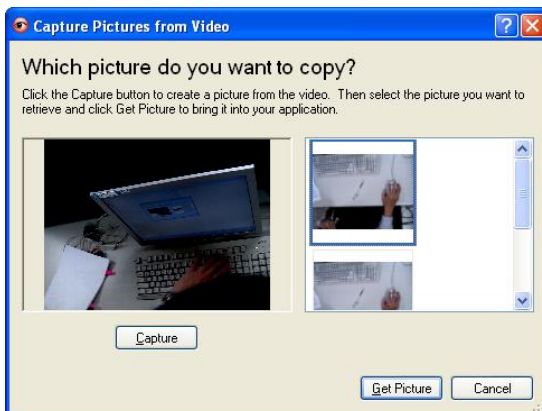 Capture Pictures from Video
Which picture do you want to copy?
Click the Capture button to create a picture from the video. Then select the picture you want to
retrieve and click Get Picture to bring it into your application.
Capture
Get Picture
Cancel